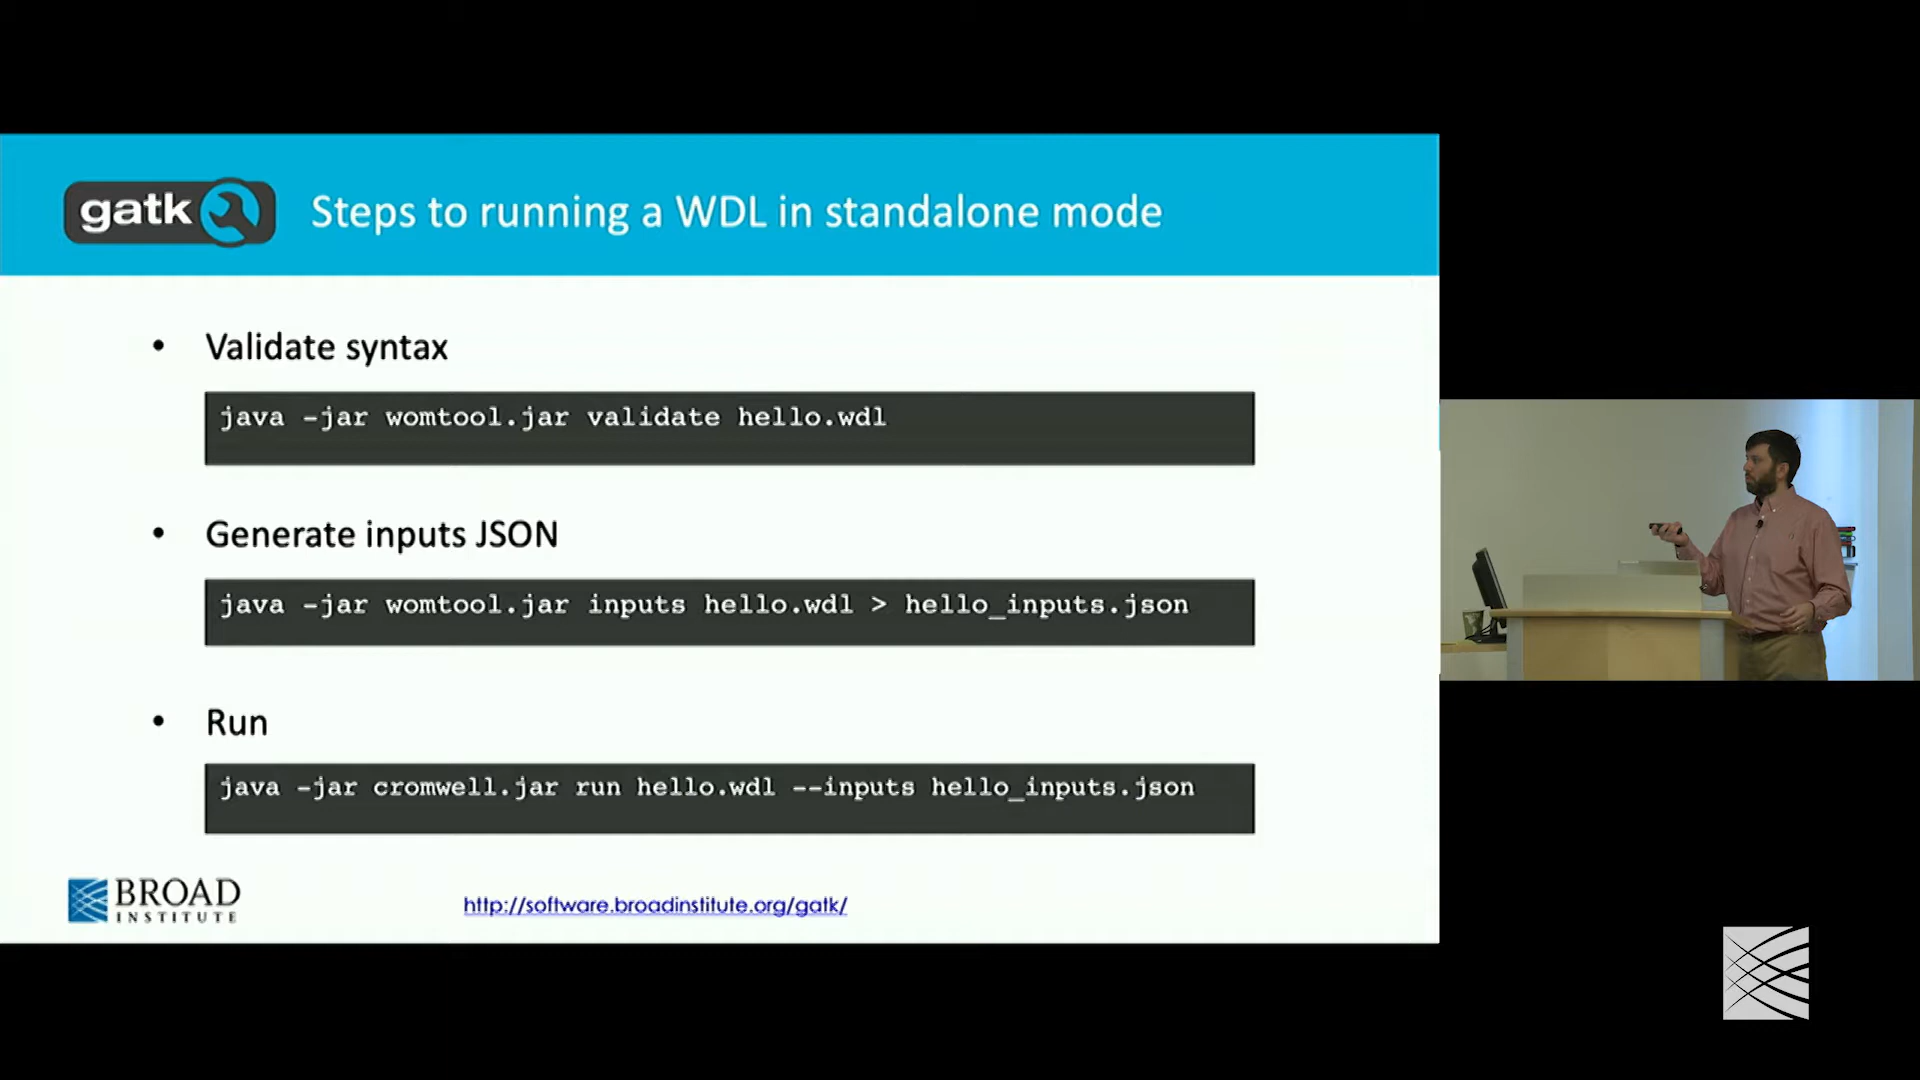 gatk
Steps to running a WDL in standalone mode
• Validate syntax
java -jar womtool.jar validate hello.wdl
• Generate inputs JSON
java -jar womtool.jar inputs hello.wdl > hello_inputs.json
• Run
java -jar cromwell.jar run hello.wdl --inputs hello_inputs.json
BROAD
INSTITUTE
http://software.broadinstitute.org/gatk/